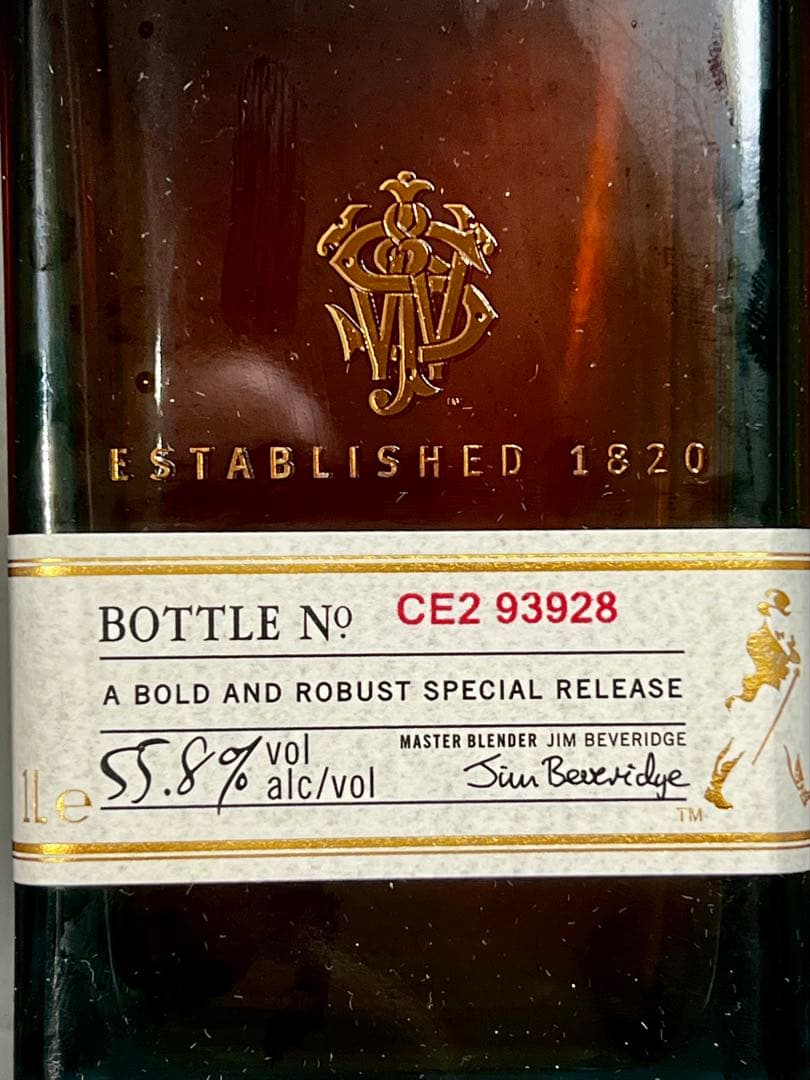 ESTABLISHED 1820
BOTTLE Nº CE2 93928
A BOLD AND ROBUST SPECIAL RELEASE
55.8% vol
alc/vol
MASTER BLENDER JIM BEVERIDGE
Jim Beveridge
1L e
TM